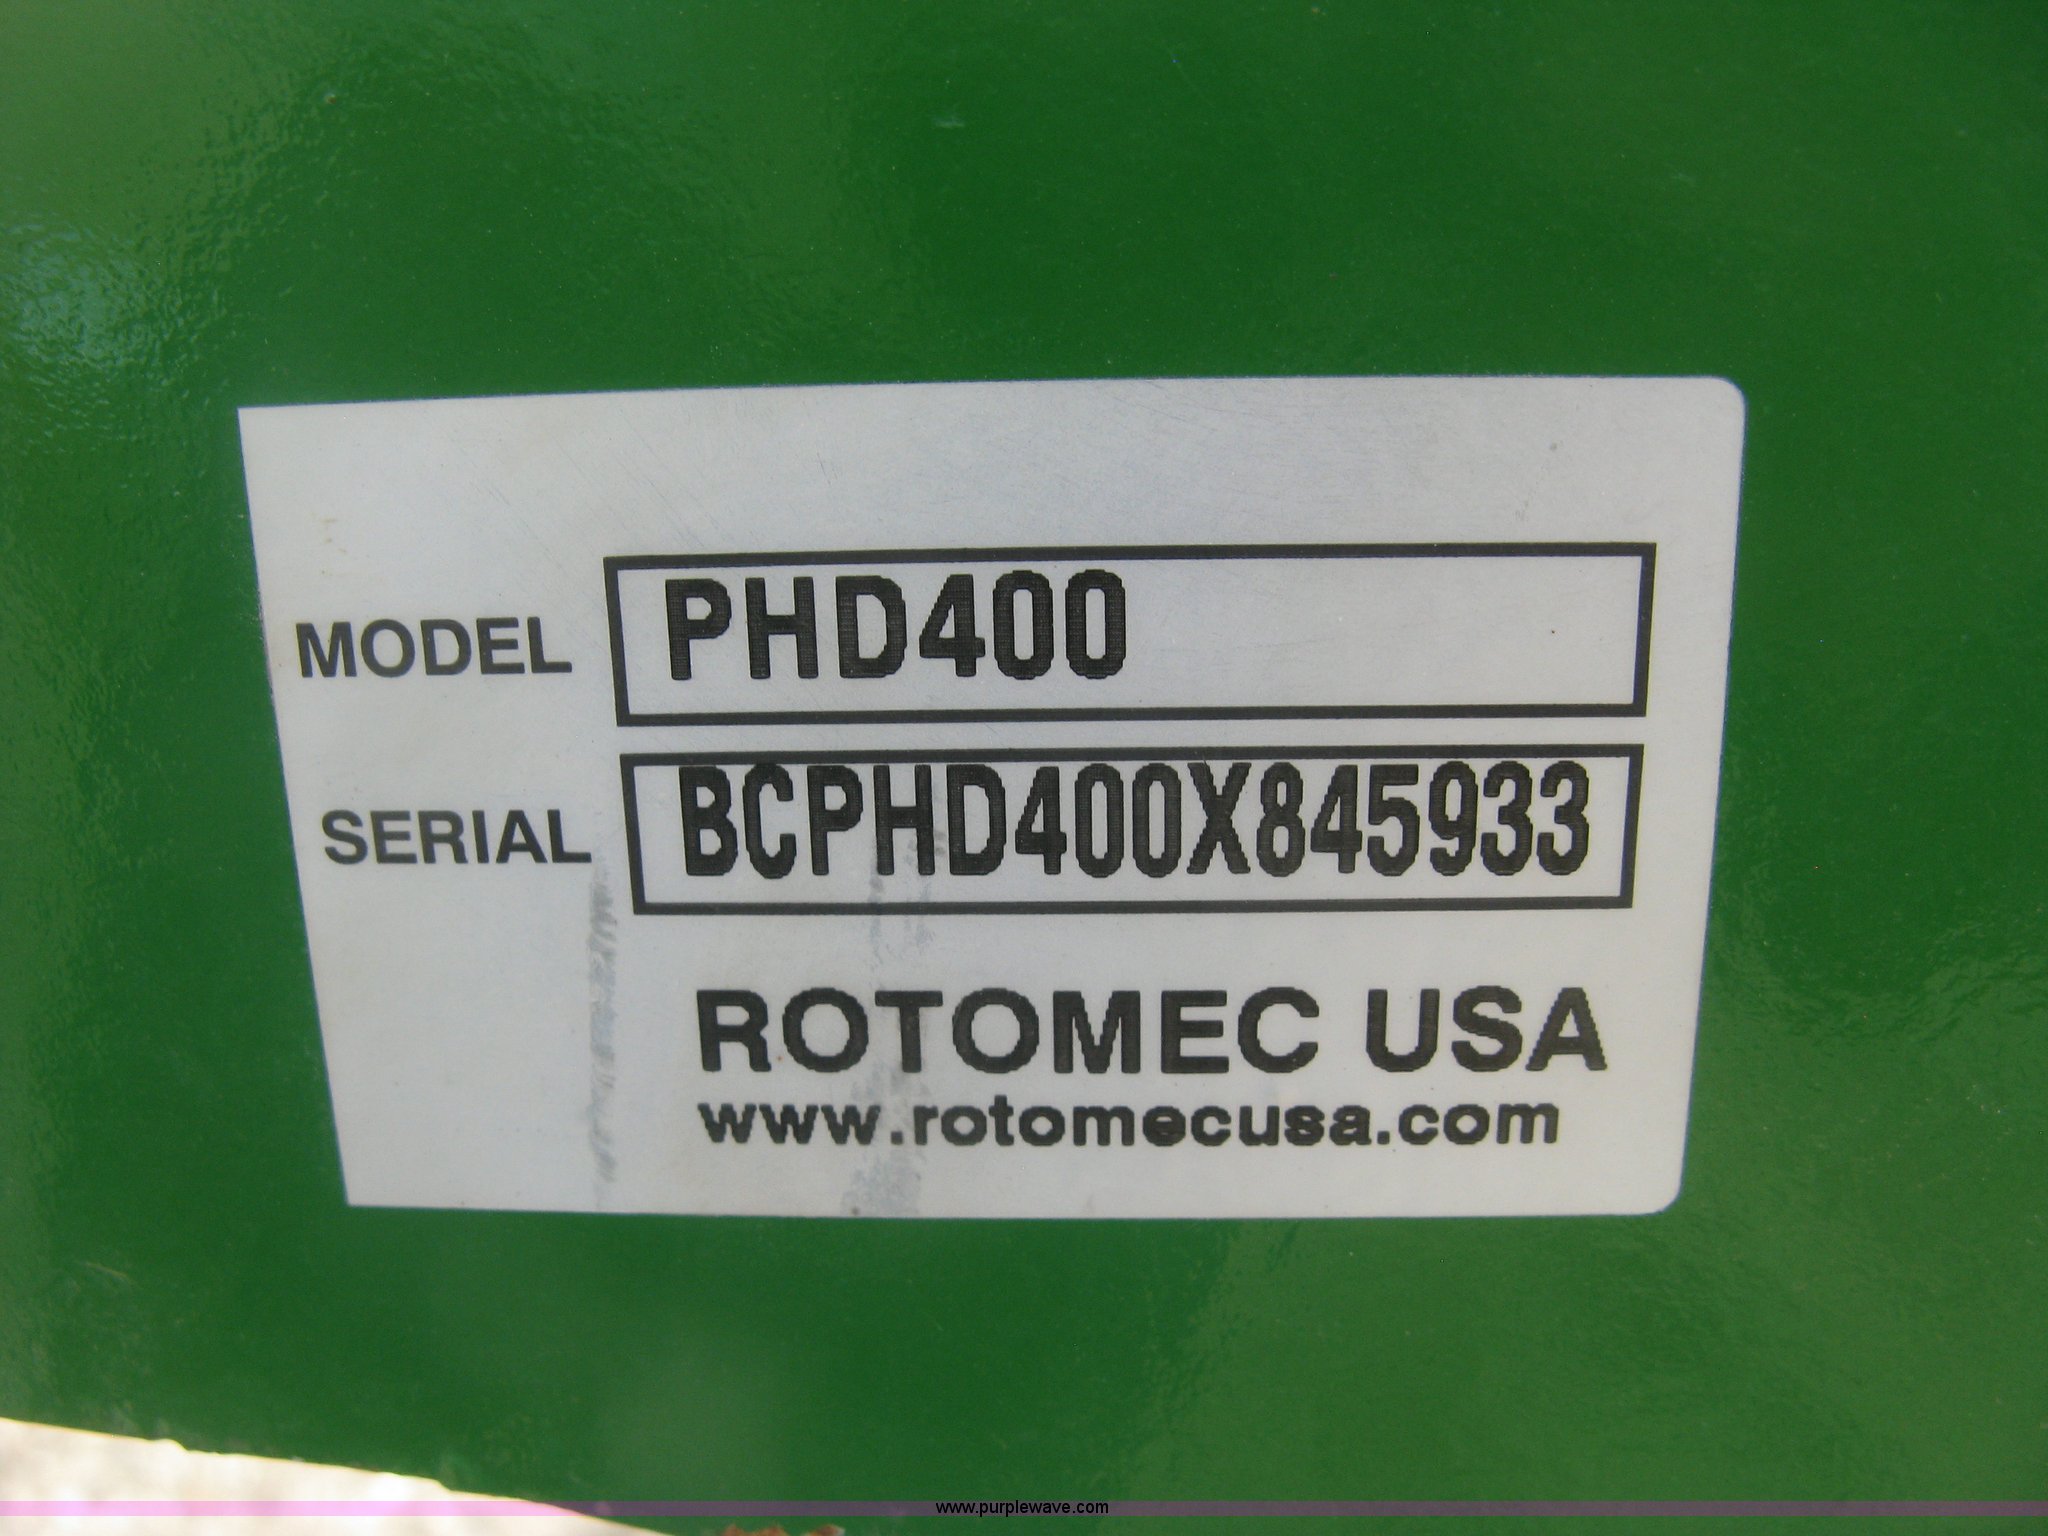 MODEL PHD400
SERIAL BCPHD400X845933
ROTOMEC USA
www.rotomecusa.com
www.purplewave.com